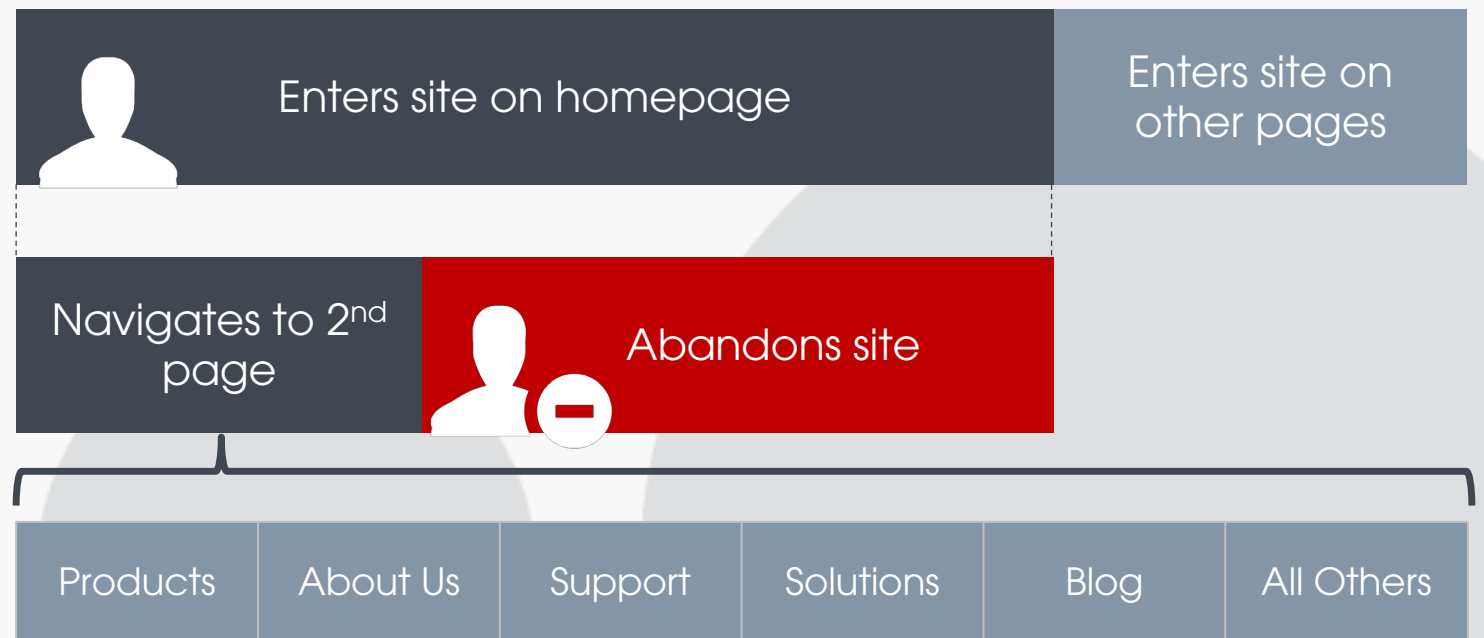 Enters site on homepage
Enters site on
other pages
Navigates to 2nd
page
Abandons site
Products
About Us
Support
Solutions
Blog
All Others